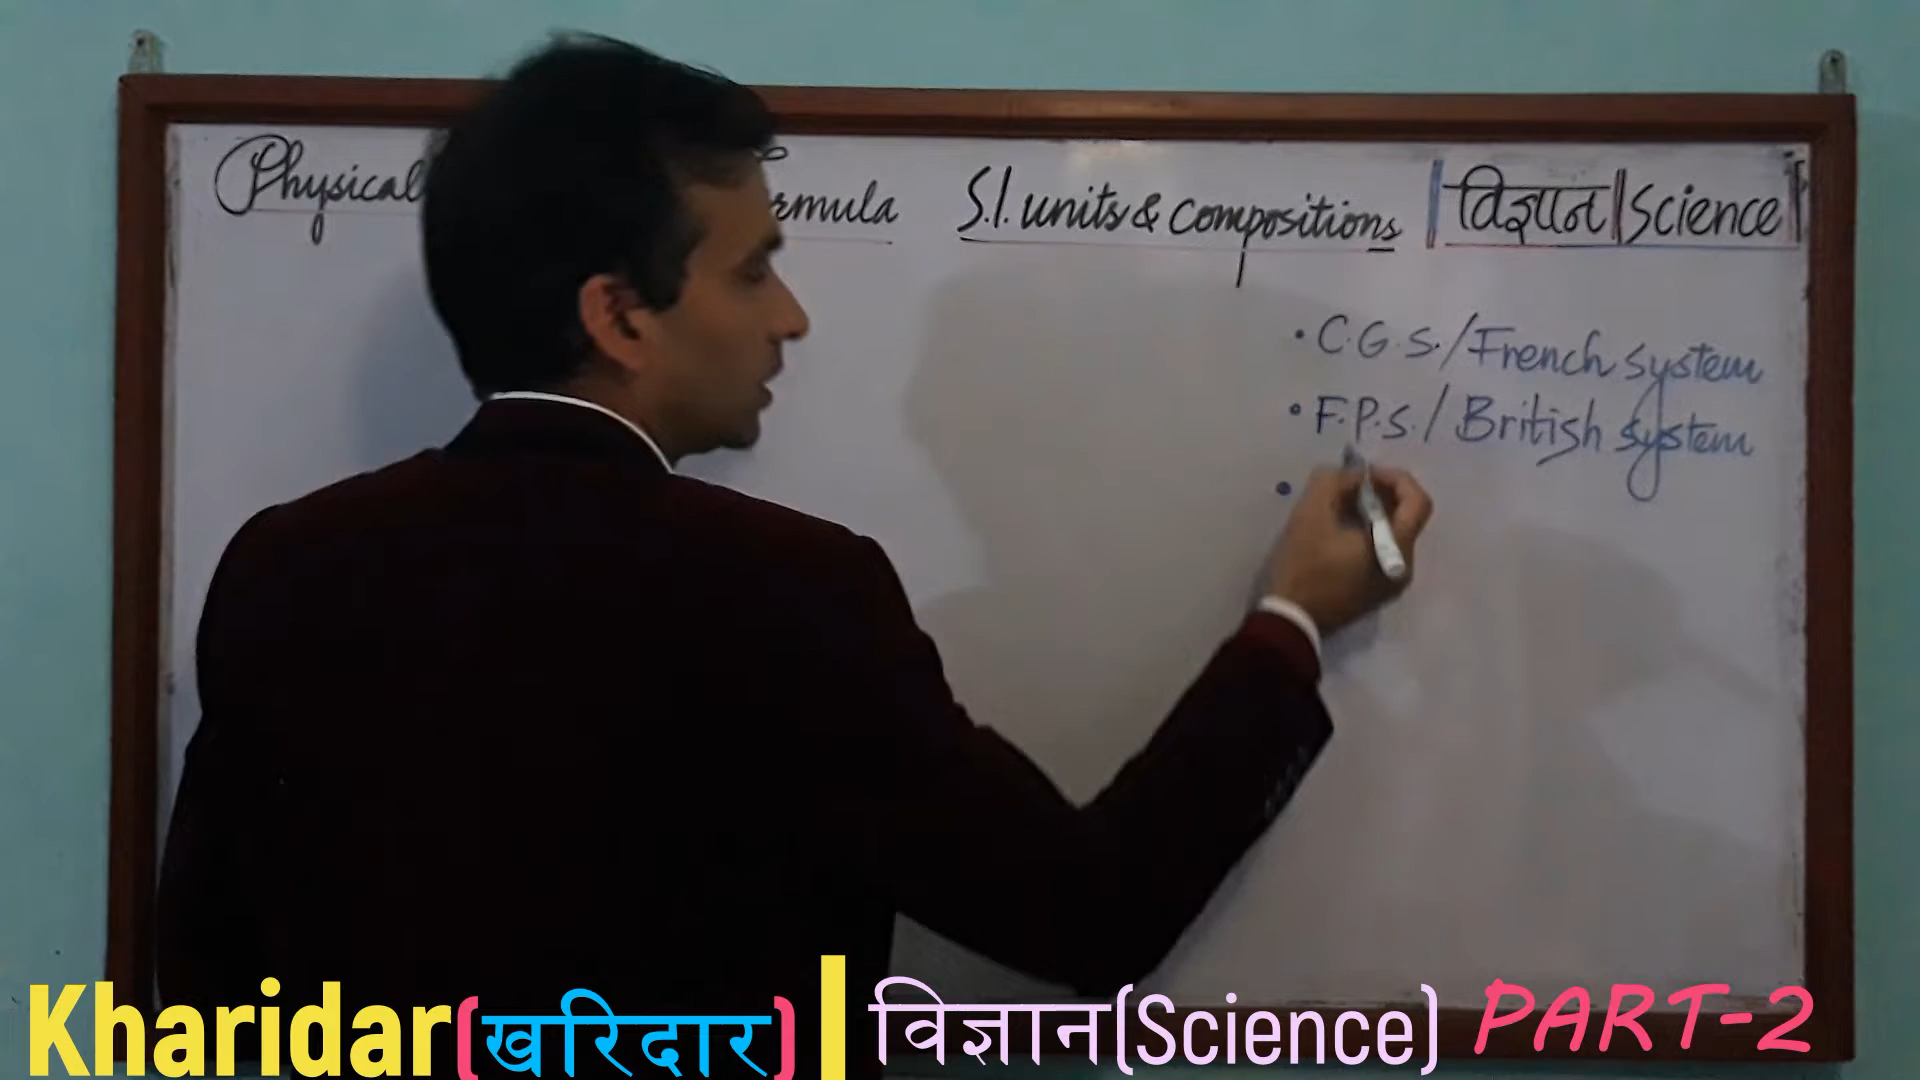 Physical rmula S.I. units & compositions | विज्ञान | Science |
• C.G.S. / French system
• F.P.S. / British system
•
Kharidar(खरिदार) | विज्ञान(Science) PART-2